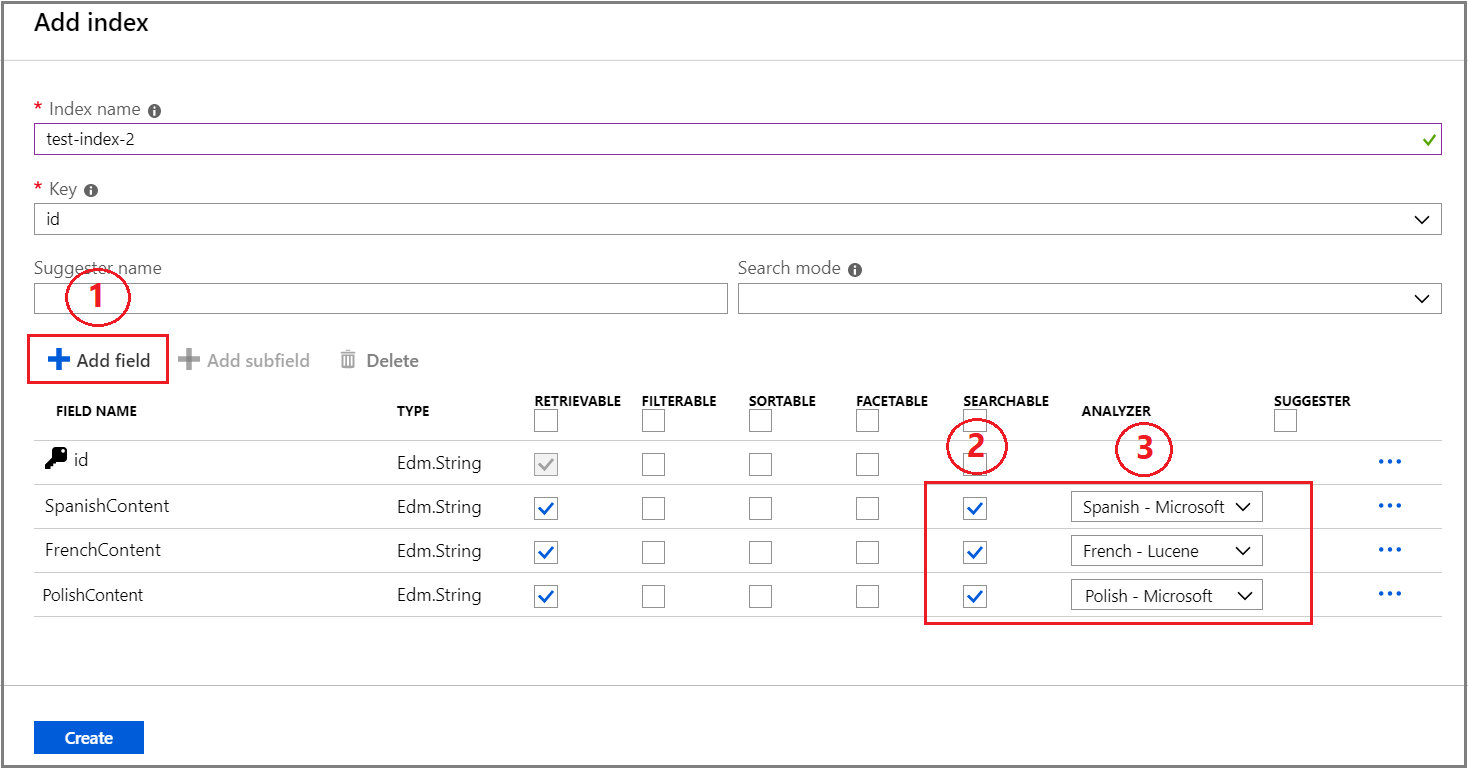 Add index
* Index name
test-index-2
* Key
id
Suggester name Search mode
1
Add field Add subfield Delete
FIELD NAME TYPE RETRIEVABLE FILTERABLE SORTABLE FACETABLE SEARCHABLE ANALYZER SUGGESTER
2 3
id Edm.String
SpanishContent Edm.String Spanish - Microsoft
FrenchContent Edm.String French - Lucene
PolishContent Edm.String Polish - Microsoft
Create